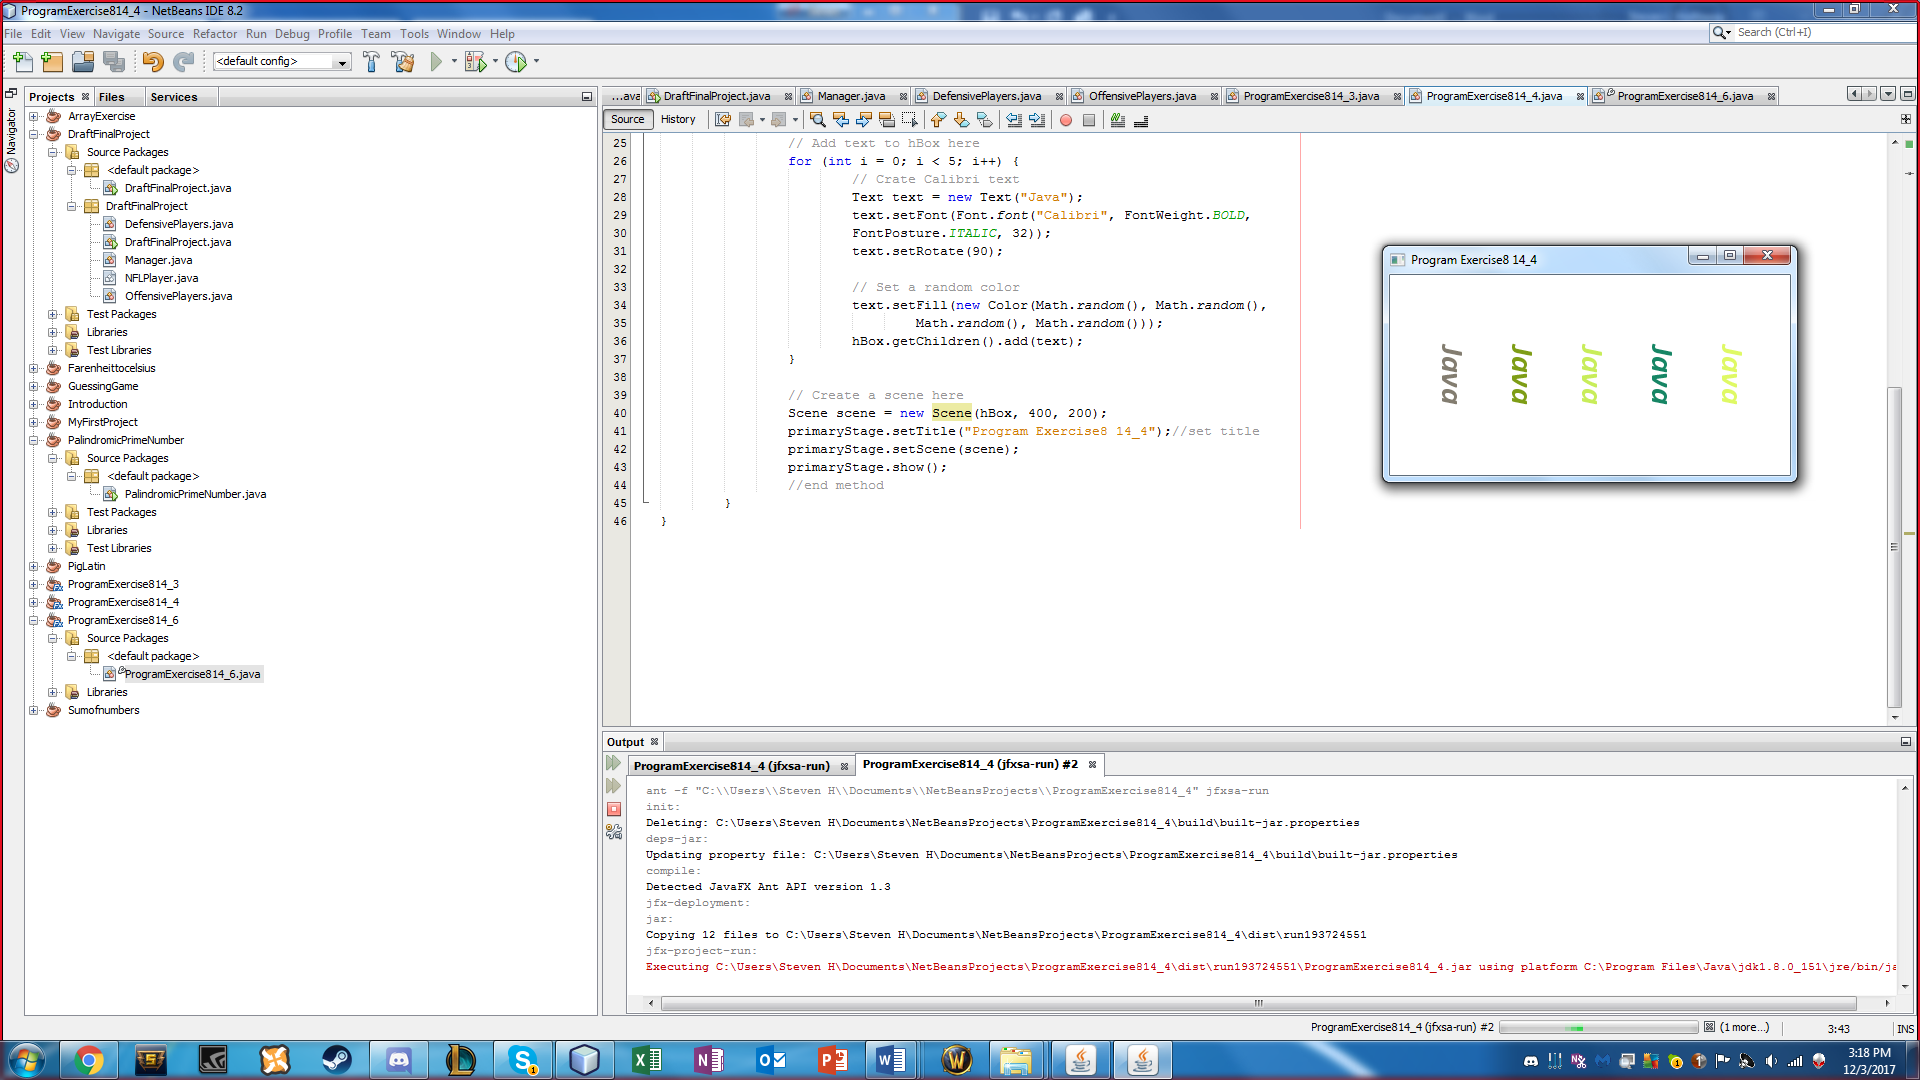 ProgramExercise814_4 - NetBeans IDE 8.2
File Edit View Navigate Source Refactor Run Debug Profile Team Tools Window Help
Search (Ctrl+I)
<default config>
Projects Files Services
Navigator
ArrayExercise
DraftFinalProject
Source Packages
<default package>
DraftFinalProject.java
DraftFinalProject
DefensivePlayers.java
DraftFinalProject.java
Manager.java
NFLPlayer.java
OffensivePlayers.java
Test Packages
Libraries
Test Libraries
Farenheittocelsius
GuessingGame
Introduction
MyFirstProject
PalindromicPrimeNumber
Source Packages
<default package>
PalindromicPrimeNumber.java
Test Packages
Libraries
Test Libraries
PigLatin
ProgramExercise814_3
ProgramExercise814_4
ProgramExercise814_6
Source Packages
<default package>
ProgramExercise814_6.java
Libraries
Sumofnumbers
...ava DraftFinalProject.java Manager.java DefensivePlayers.java OffensivePlayers.java ProgramExercise814_3.java ProgramExercise814_4.java ProgramExercise814_6.java
Source History
25 // Add text to hBox here
26 for (int i = 0; i < 5; i++) {
27 // Crate Calibri text
28 Text text = new Text("Java");
29 text.setFont(Font.font("Calibri", FontWeight.BOLD,
30 FontPosture.ITALIC, 32));
31 text.setRotate(90);
32
33 // Set a random color
34 text.setFill(new Color(Math.random(), Math.random(),
35 Math.random(), Math.random()));
36 hBox.getChildren().add(text);
37 }
38
39 // Create a scene here
40 Scene scene = new Scene(hBox, 400, 200);
41 primaryStage.setTitle("Program Exercise8 14_4");//set title
42 primaryStage.setScene(scene);
43 primaryStage.show();
44 //end method
45 }
46 }
Program Exercise8 14_4
Java Java Java Java Java
Output
ProgramExercise814_4 (jfxsa-run) ProgramExercise814_4 (jfxsa-run) #2
ant -f "C:\\Users\\Steven H\\Documents\\NetBeansProjects\\ProgramExercise814_4" jfxsa-run
init:
Deleting: C:\Users\Steven H\Documents\NetBeansProjects\ProgramExercise814_4\build\built-jar.properties
deps-jar:
Updating property file: C:\Users\Steven H\Documents\NetBeansProjects\ProgramExercise814_4\build\built-jar.properties
compile:
Detected JavaFX Ant API version 1.3
jfx-deployment:
jar:
Copying 12 files to C:\Users\Steven H\Documents\NetBeansProjects\ProgramExercise814_4\dist\run193724551
jfx-project-run:
Executing C:\Users\Steven H\Documents\NetBeansProjects\ProgramExercise814_4\dist\run193724551\ProgramExercise814_4.jar using platform C:\Program Files\Java\jdk1.8.0_151\jre/bin/ja
ProgramExercise814_4 (jfxsa-run) #2 (1 more...) 3:43 INS
3:18 PM
12/3/2017